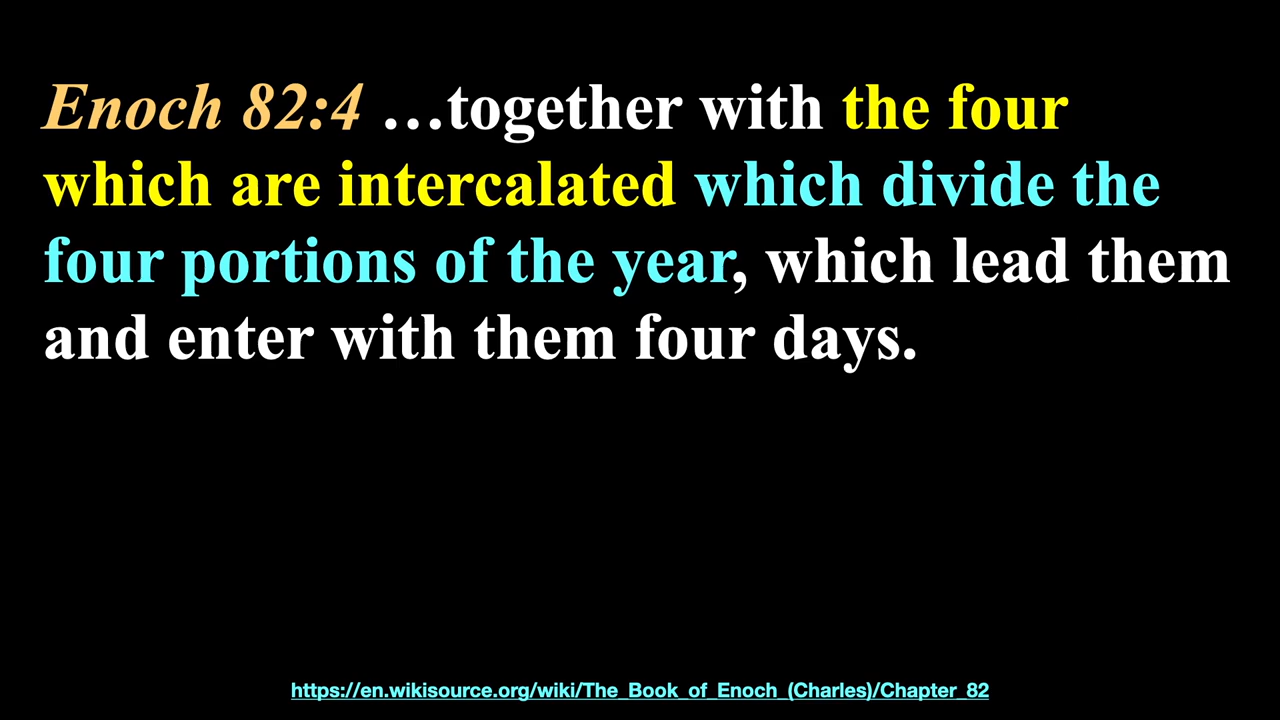 Enoch 82:4 …together with the four
which are intercalated which divide the
four portions of the year, which lead them
and enter with them four days.
https://en.wikisource.org/wiki/The_Book_of_Enoch_(Charles)/Chapter_82